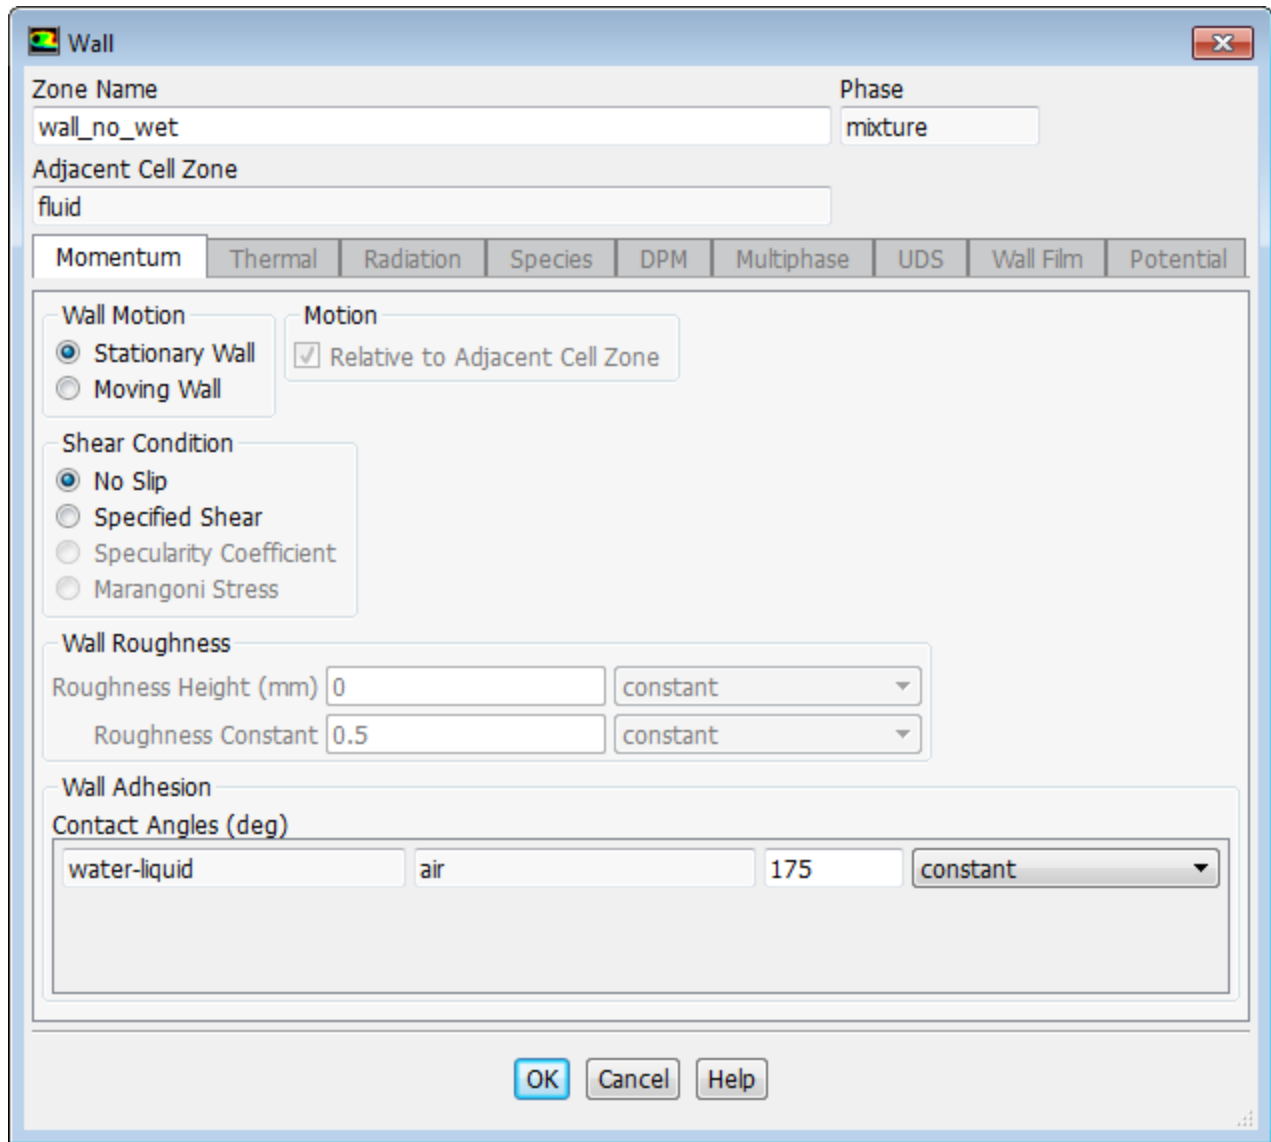 Wall
Zone Name Phase
wall_no_wet mixture
Adjacent Cell Zone
fluid
Momentum Thermal Radiation Species DPM Multiphase UDS Wall Film Potential
Wall Motion Motion
Stationary Wall Relative to Adjacent Cell Zone
Moving Wall
Shear Condition
No Slip
Specified Shear
Specularity Coefficient
Marangoni Stress
Wall Roughness
Roughness Height (mm) 0 constant
Roughness Constant 0.5 constant
Wall Adhesion
Contact Angles (deg)
water-liquid air 175 constant
OK Cancel Help